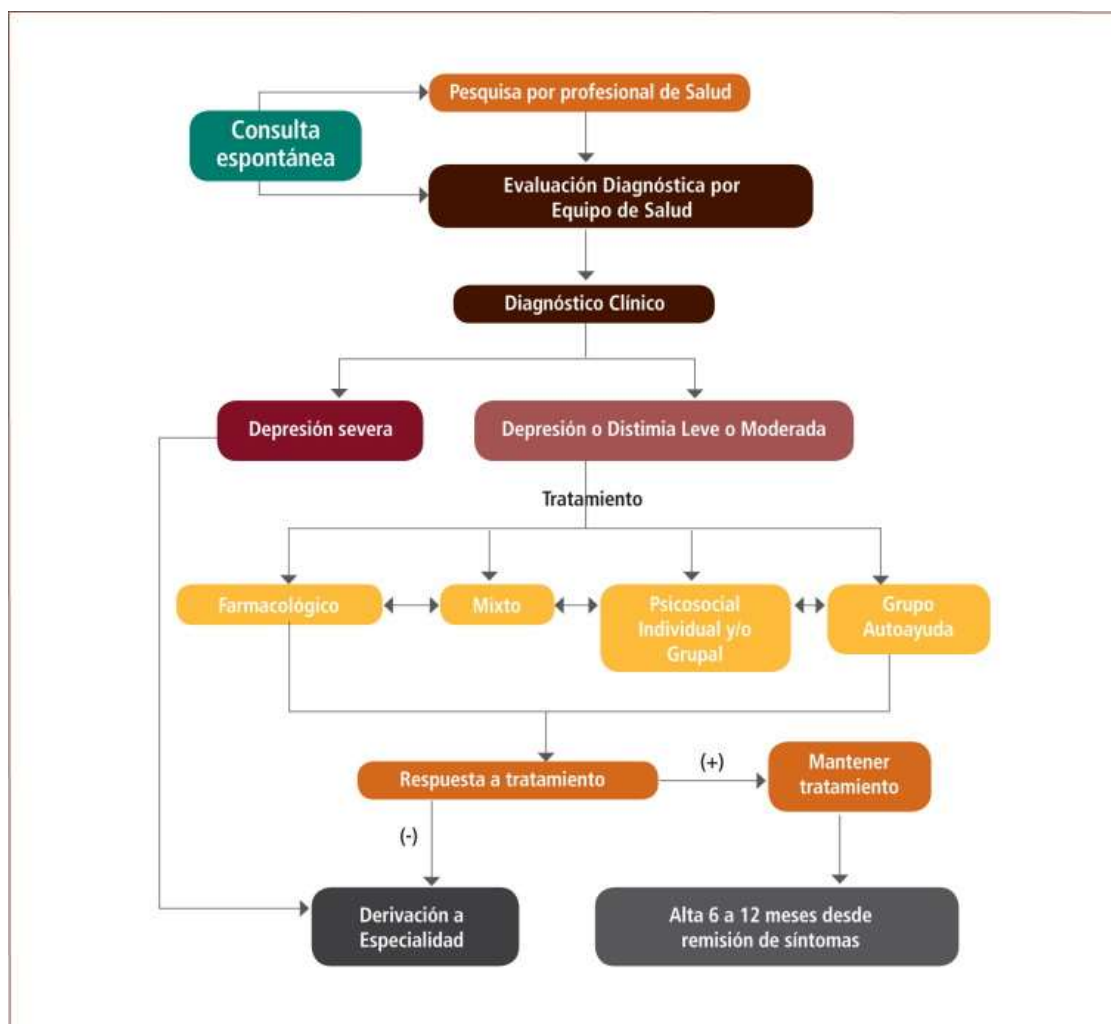 Pesquisa por profesional de Salud
Consulta
espontánea
Evaluación Diagnóstica por
Equipo de Salud
Diagnóstico Clínico
Depresión severa
Depresión o Distimia Leve o Moderada
Tratamiento
Farmacológico
Mixto
Psicosocial
Individual y/o
Grupal
Grupo
Autoayuda
Respuesta a tratamiento
(+)
Mantener
tratamiento
(-)
Derivación a
Especialidad
Alta 6 a 12 meses desde
remisión de síntomas